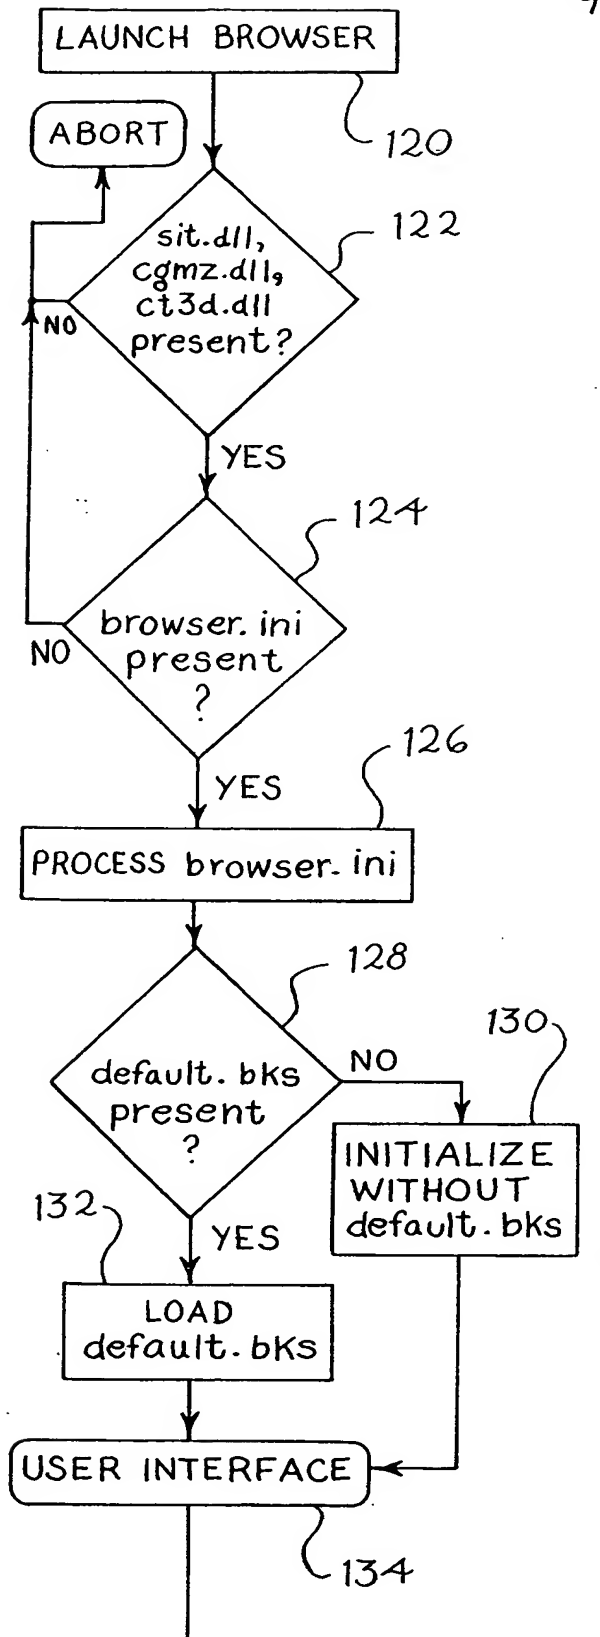 LAUNCH BROWSER
120
ABORT
122
sit.dll,
cgmz.dll,
ct3d.dll
present?
NO
YES
124
browser.ini
present
?
NO
YES
126
PROCESS browser.ini
128
default.bks
present
?
NO
130
INITIALIZE
WITHOUT
default.bks
132
YES
LOAD
default.bks
USER INTERFACE
134